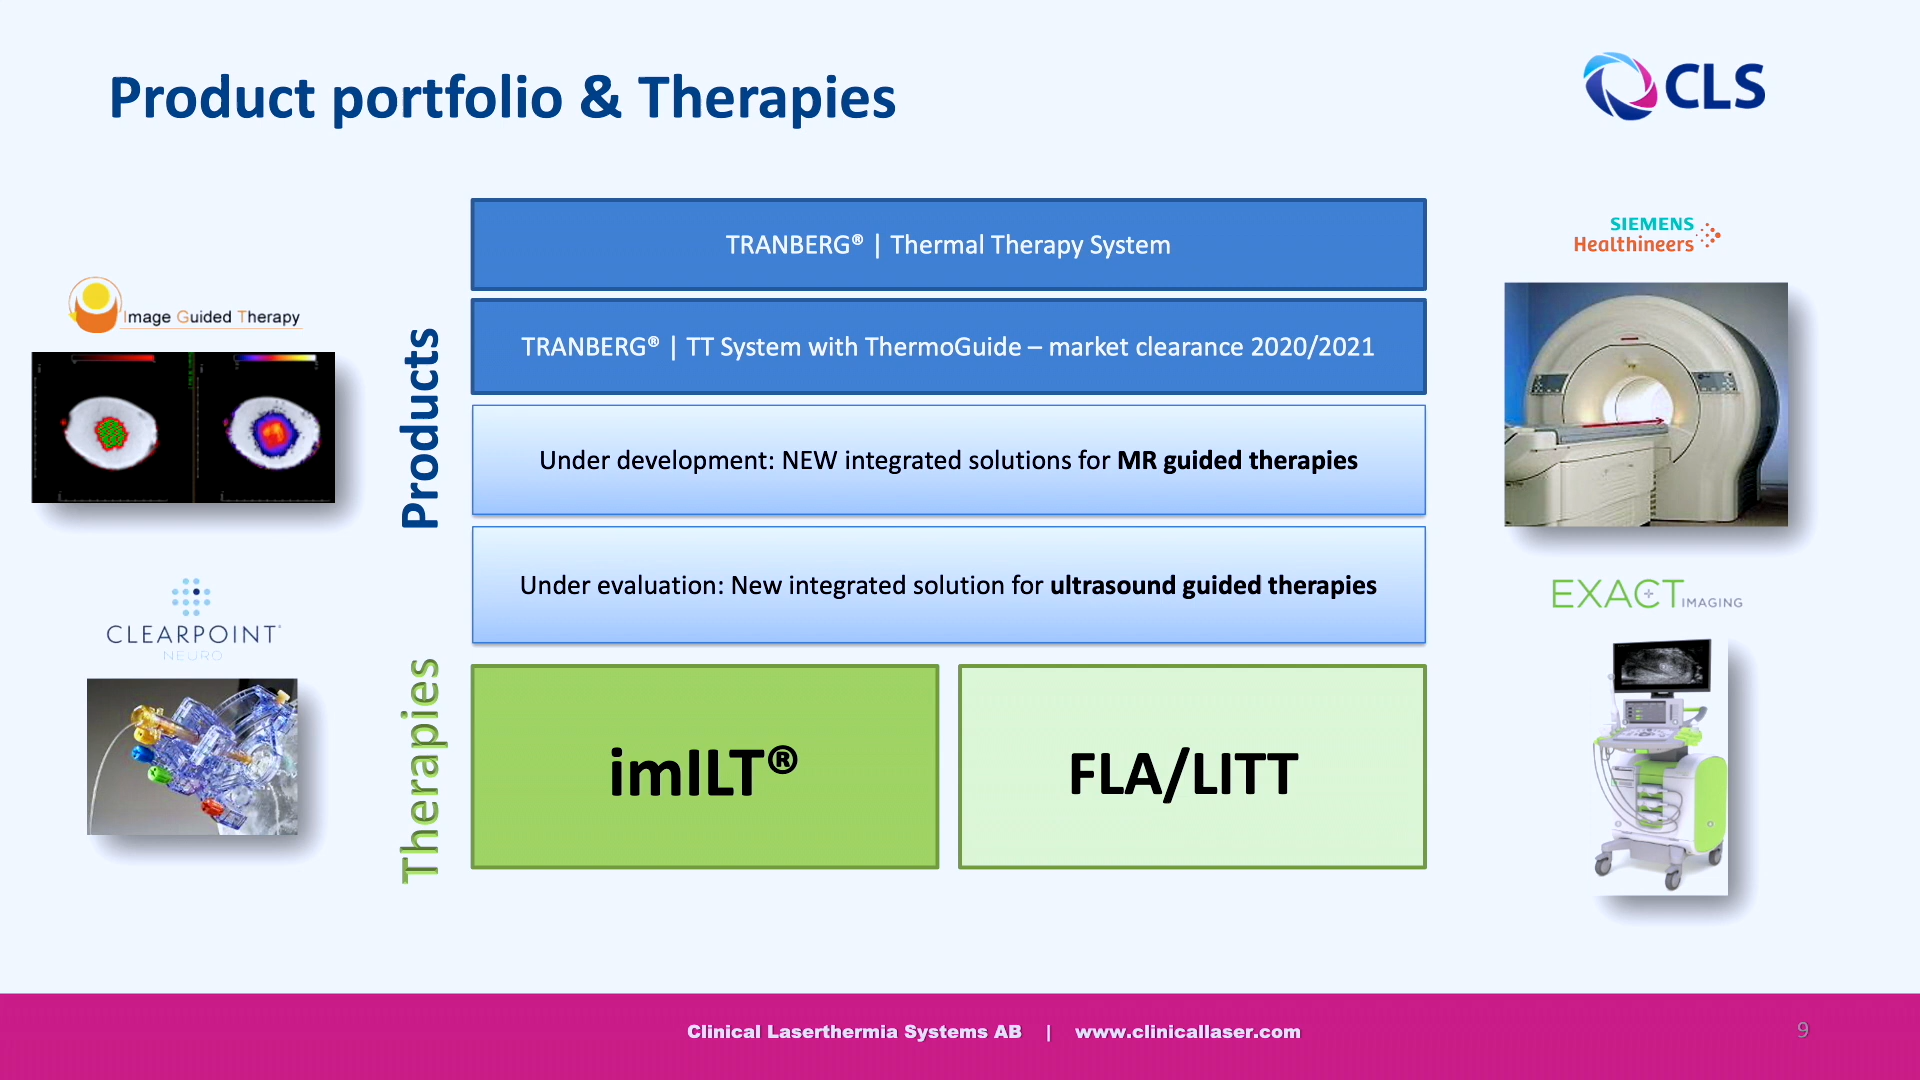 Product portfolio & Therapies
CLS
Image Guided Therapy
CLEARPOINT®
NEURO
Products
TRANBERG® | Thermal Therapy System
TRANBERG® | TT System with ThermoGuide – market clearance 2020/2021
Under development: NEW integrated solutions for MR guided therapies
Under evaluation: New integrated solution for ultrasound guided therapies
Therapies
imILT®
FLA/LITT
SIEMENS
Healthineers
EXACT IMAGING
Clinical Laserthermia Systems AB | www.clinicallaser.com
9